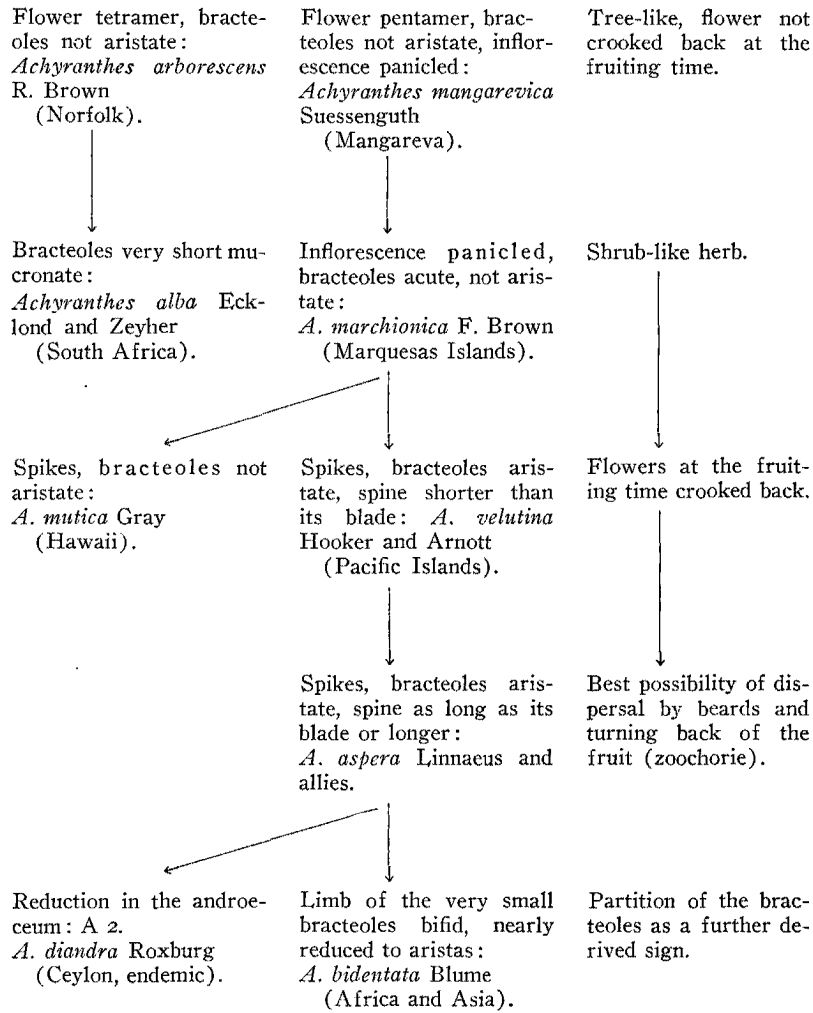 Flower tetramer, bracte-
oles not aristate:
Achyranthes arborescens
R. Brown
(Norfolk).
Flower pentamer, brac-
teoles not aristate, inflor-
escence panicled:
Achyranthes mangarevica
Suessenguth
(Mangareva).
Tree-like, flower not
crooked back at the
fruiting time.
Bracteoles very short mu-
cronate:
Achyranthes alba Eck-
lond and Zeyher
(South Africa).
Inflorescence panicled,
bracteoles acute, not aris-
tate:
A. marchionica F. Brown
(Marquesas Islands).
Shrub-like herb.
Spikes, bracteoles not
aristate:
A. mutica Gray
(Hawaii).
Spikes, bracteoles aris-
tate, spine shorter than
its blade: A. velutina
Hooker and Arnott
(Pacific Islands).
Flowers at the fruit-
ing time crooked back.
Spikes, bracteoles aris-
tate, spine as long as its
blade or longer:
A. aspera Linnaeus and
allies.
Best possibility of dis-
persal by beards and
turning back of the
fruit (zoochorie).
Reduction in the androe-
ceum: A 2.
A. diandra Roxburg
(Ceylon, endemic).
Limb of the very small
bracteoles bifid, nearly
reduced to aristas:
A. bidentata Blume
(Africa and Asia).
Partition of the brac-
teoles as a further de-
rived sign.